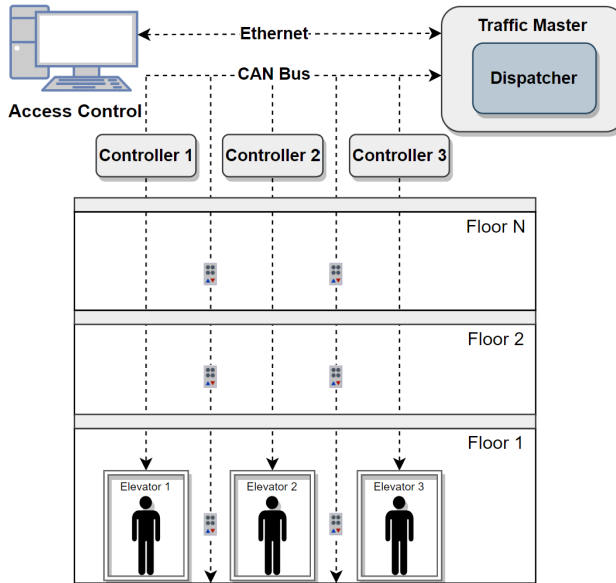 Ethernet
Traffic Master
Dispatcher
CAN Bus
Access Control
Controller 1
Controller 2
Controller 3
Floor N
Floor 2
Floor 1
Elevator 1
Elevator 2
Elevator 3